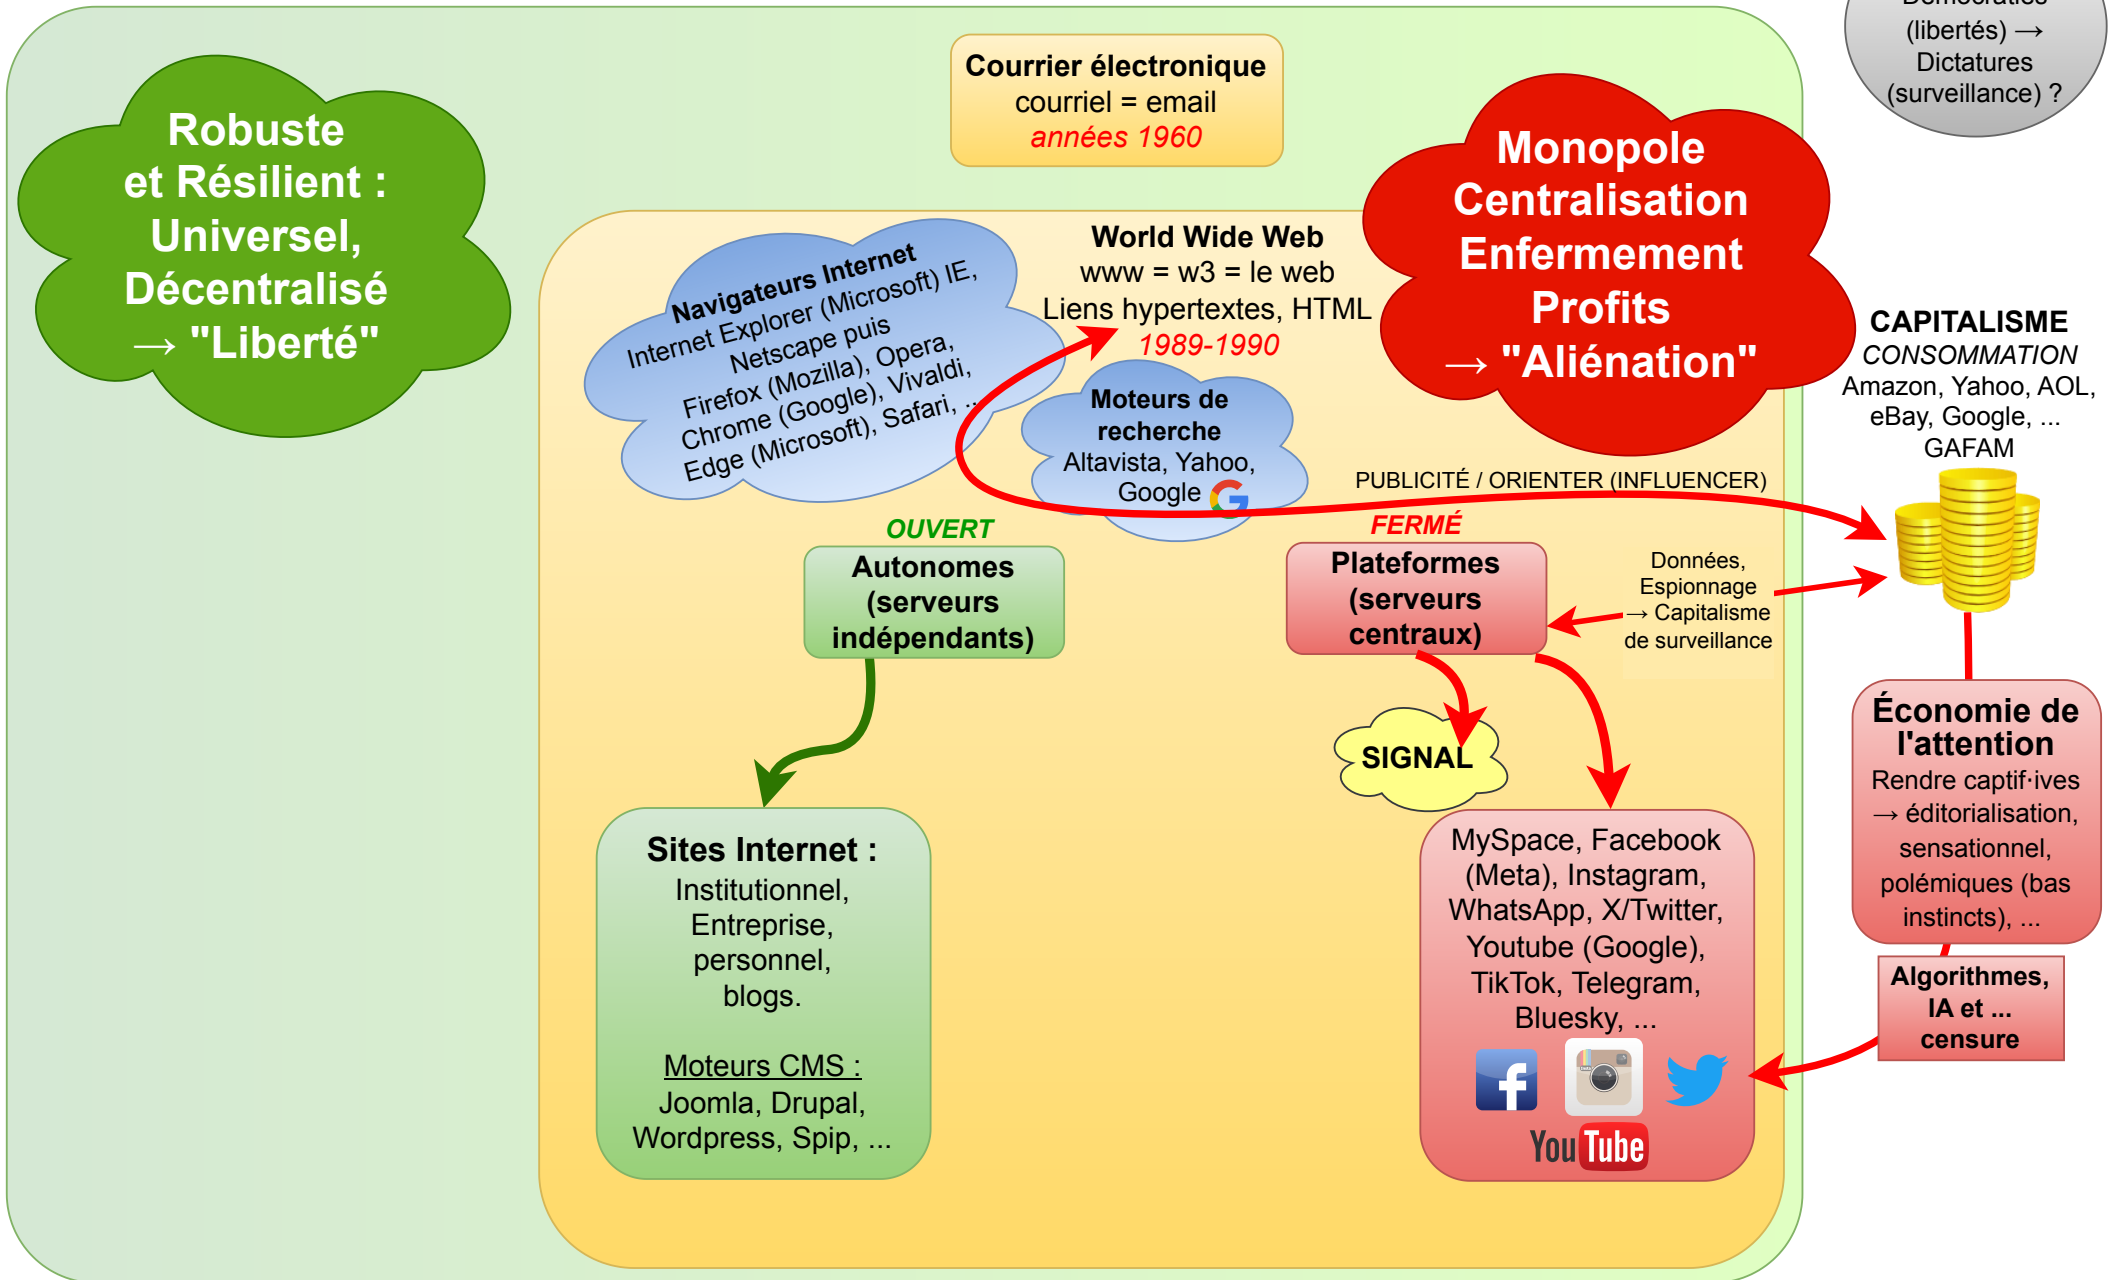 Démocraties
(libertés) →
Dictatures
(surveillance) ?
Courrier électronique
courriel = email
années 1960
Robuste
et Résilient :
Universel,
Décentralisé
→ "Liberté"
Monopole
Centralisation
Enfermement
Profits
→ "Aliénation"
Navigateurs Internet
Internet Explorer (Microsoft) IE,
Netscape puis
Firefox (Mozilla), Opera,
Chrome (Google), Vivaldi,
Edge (Microsoft), Safari, ..
World Wide Web
www = w3 = le web
Liens hypertextes, HTML
1989-1990
Moteurs de
recherche
Altavista, Yahoo,
Google
CAPITALISME
CONSOMMATION
Amazon, Yahoo, AOL,
eBay, Google, ...
GAFAM
PUBLICITÉ / ORIENTER (INFLUENCER)
OUVERT
Autonomes
(serveurs
indépendants)
FERMÉ
Plateformes
(serveurs
centraux)
Données,
Espionnage
→ Capitalisme
de surveillance
SIGNAL
Économie de
l'attention
Rendre captif·ives
→ éditorialisation,
sensationnel,
polémiques (bas
instincts), ...
Algorithmes,
IA et ...
censure
Sites Internet :
Institutionnel,
Entreprise,
personnel,
blogs.
Moteurs CMS :
Joomla, Drupal,
Wordpress, Spip, ...
MySpace, Facebook
(Meta), Instagram,
WhatsApp, X/Twitter,
Youtube (Google),
TikTok, Telegram,
Bluesky, ...
YouTube